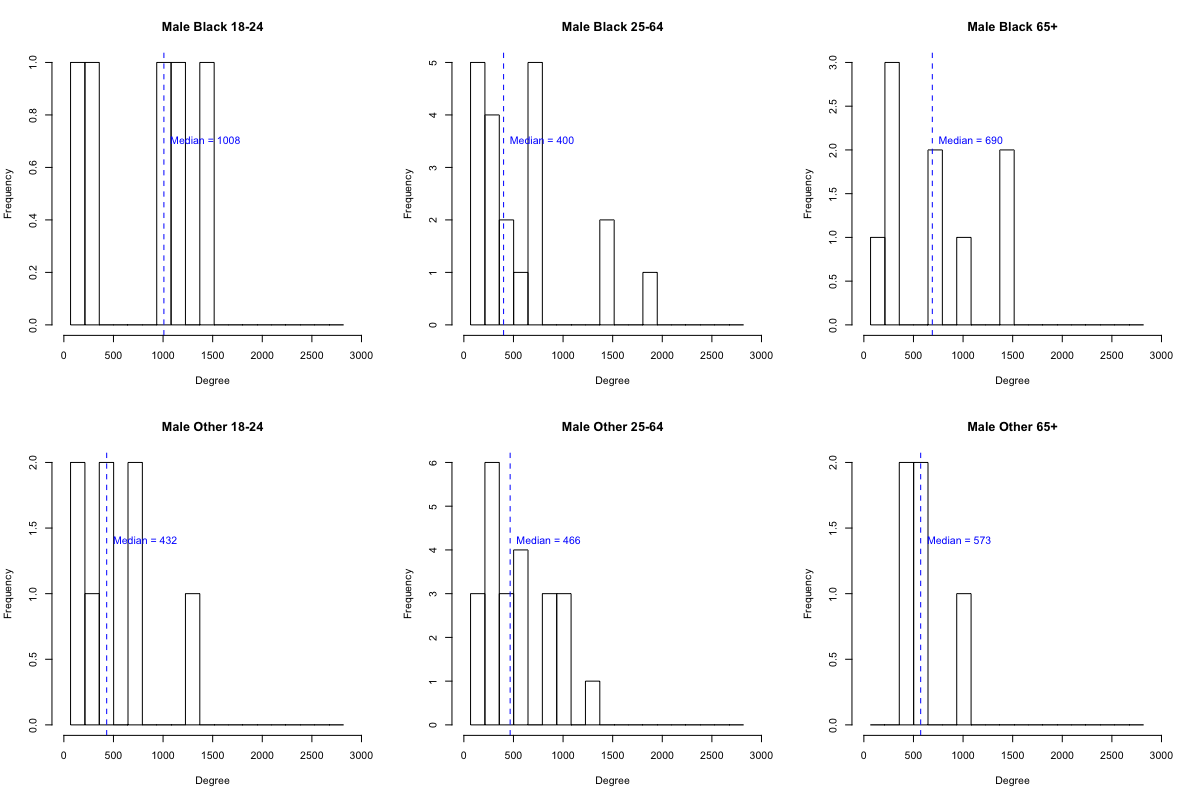 Male Black 18-24
Male Black 25-64
Male Black 65+
Frequency
0.0 0.2 0.4 0.6 0.8 1.0
Median = 1008
0 500 1000 1500 2000 2500 3000
Degree
Frequency
0 1 2 3 4 5
Median = 400
0 500 1000 1500 2000 2500 3000
Degree
Frequency
0.0 0.5 1.0 1.5 2.0 2.5 3.0
Median = 690
0 500 1000 1500 2000 2500 3000
Degree
Male Other 18-24
Male Other 25-64
Male Other 65+
Frequency
0.0 0.5 1.0 1.5 2.0
Median = 432
0 500 1000 1500 2000 2500 3000
Degree
Frequency
0 1 2 3 4 5 6
Median = 466
0 500 1000 1500 2000 2500 3000
Degree
Frequency
0.0 0.5 1.0 1.5 2.0
Median = 573
0 500 1000 1500 2000 2500 3000
Degree